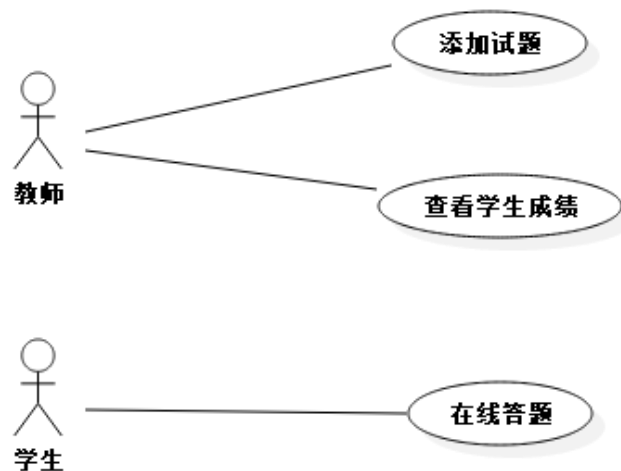 添加试题
教师
查看学生成绩
在线答题
学生